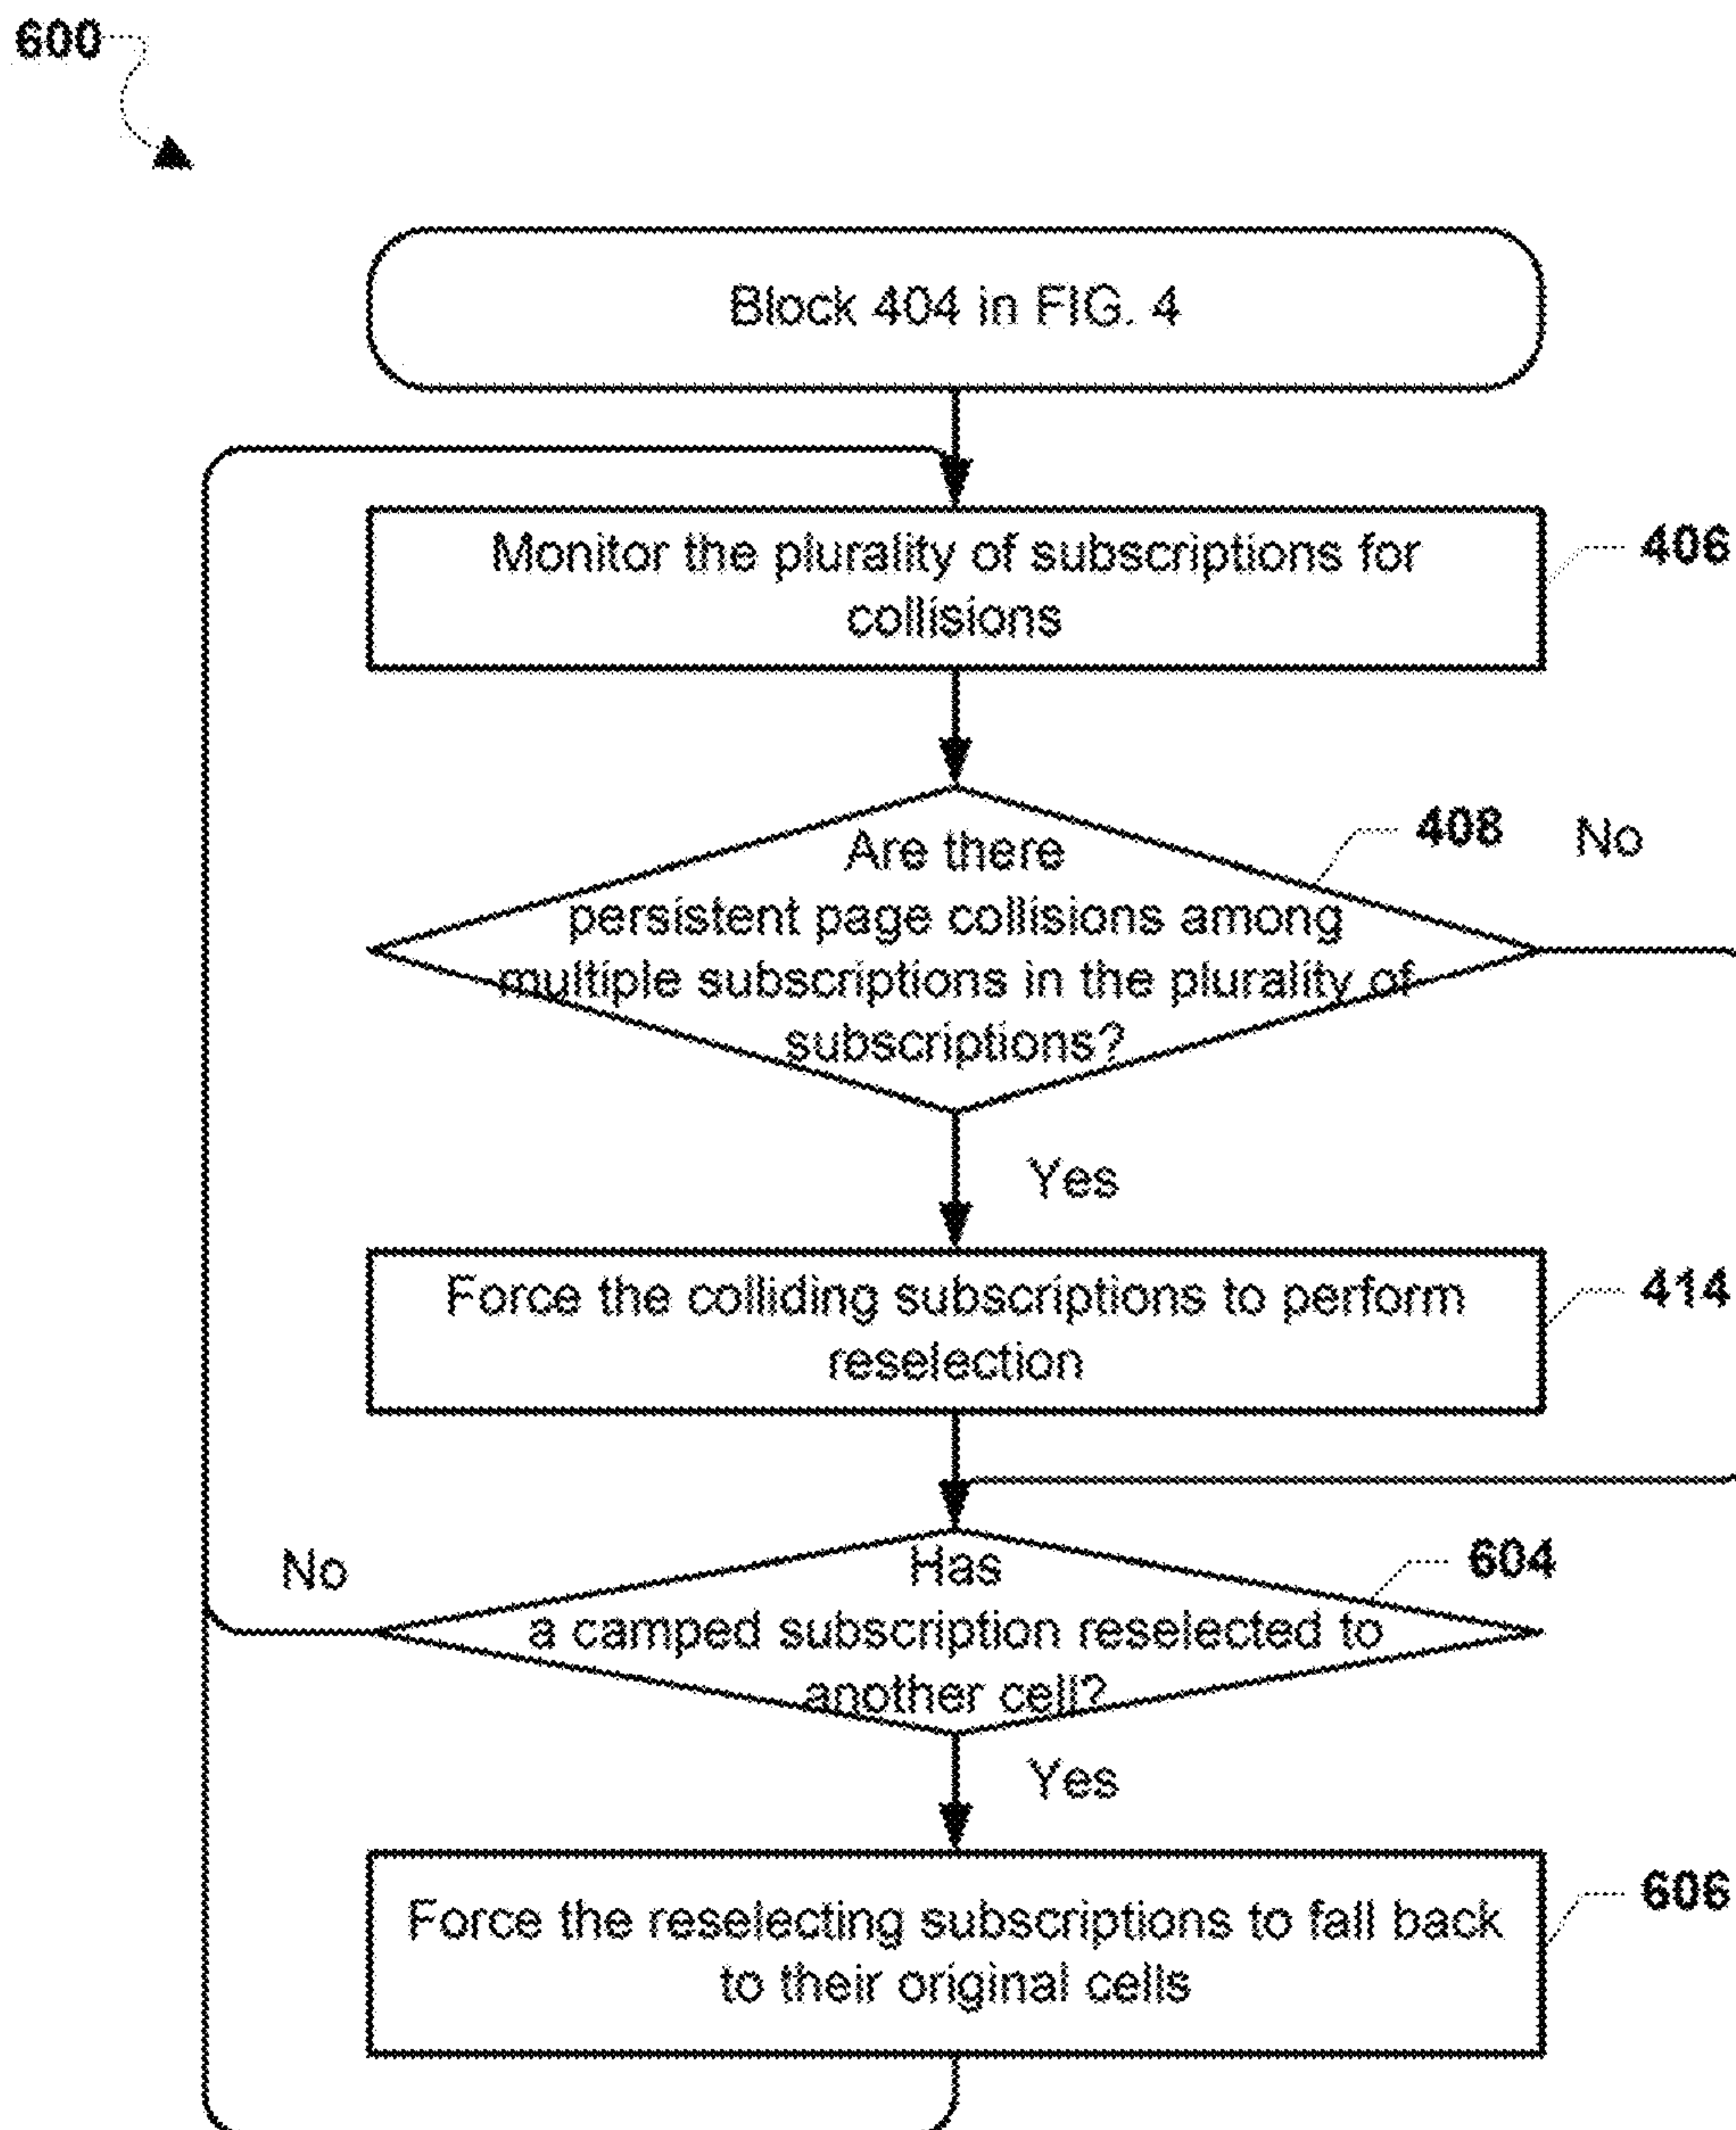 600
Block 404 in FIG. 4
Monitor the plurality of subscriptions for
collisions
406
Are there
persistent page collisions among
multiple subscriptions in the plurality of
subscriptions?
408
No
Yes
Force the colliding subscriptions to perform
reselection
414
Has
a camped subscription reselected to
another cell?
604
No
Yes
Force the reselecting subscriptions to fall back
to their original cells
606